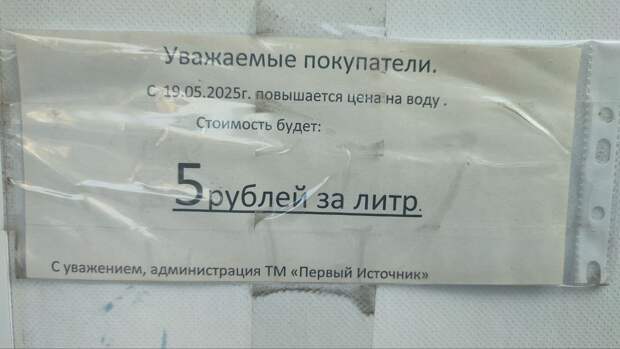 Уважаемые покупатели.
С 19.05.2025г. повышается цена на воду .
Стоимость будет:
5 рублей за литр.
С уважением, администрация ТМ «Первый Источник»